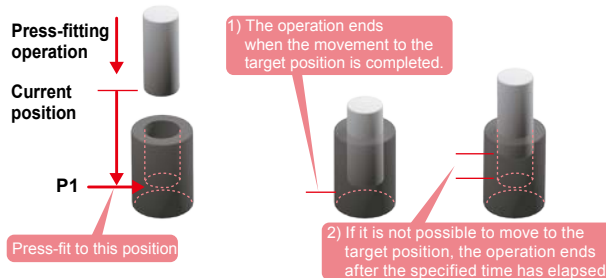 Press-fitting
operation
Current
position
P1
Press-fit to this position
1) The operation ends
when the movement to the
target position is completed.
2) If it is not possible to move to the
target position, the operation ends
after the specified time has elapsed